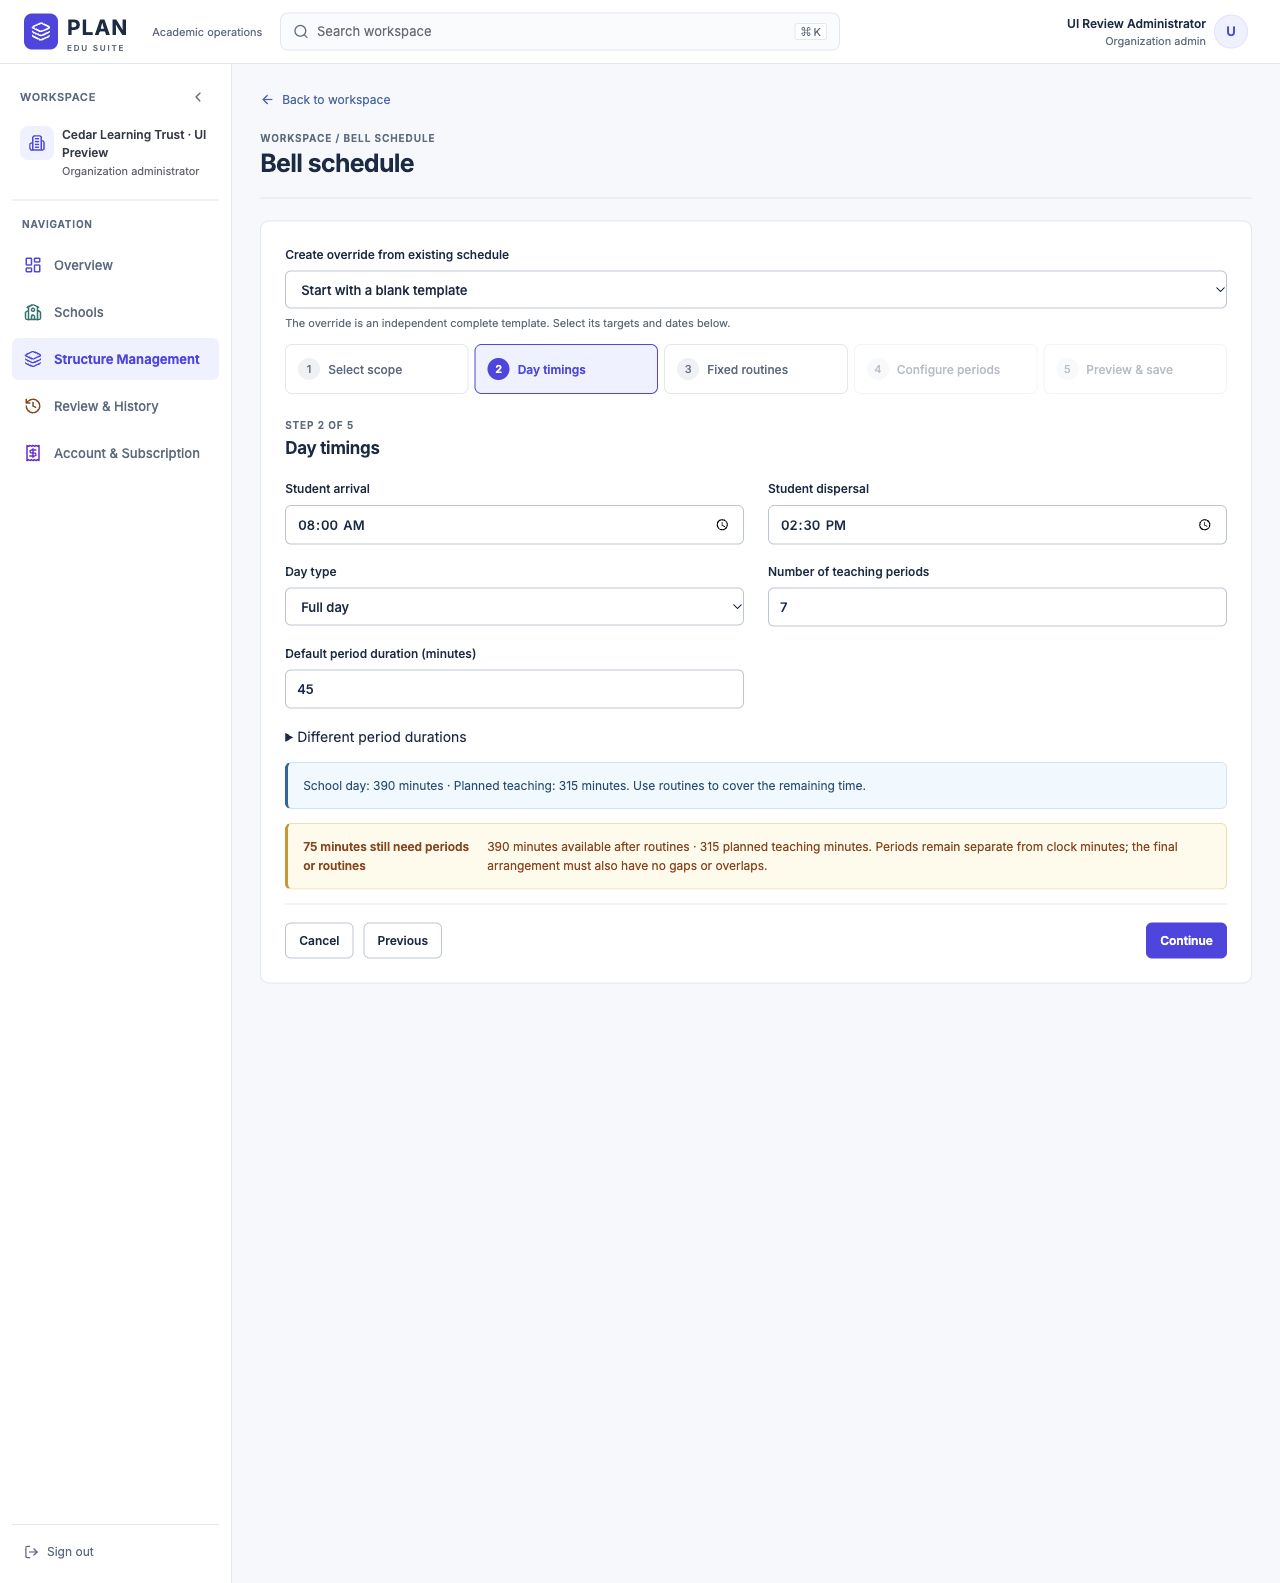 PLAN
EDU SUITE
Academic operations
Search workspace
⌘ K
UI Review Administrator
Organization admin
U
WORKSPACE
Cedar Learning Trust · UI
Preview
Organization administrator
NAVIGATION
Overview
Schools
Structure Management
Review & History
Account & Subscription
Sign out
Back to workspace
WORKSPACE / BELL SCHEDULE
Bell schedule
Create override from existing schedule
Start with a blank template
The override is an independent complete template. Select its targets and dates below.
1 Select scope
2 Day timings
3 Fixed routines
4 Configure periods
5 Preview & save
STEP 2 OF 5
Day timings
Student arrival
08:00 AM
Student dispersal
02:30 PM
Day type
Full day
Number of teaching periods
7
Default period duration (minutes)
45
Different period durations
School day: 390 minutes · Planned teaching: 315 minutes. Use routines to cover the remaining time.
75 minutes still need periods
or routines
390 minutes available after routines · 315 planned teaching minutes. Periods remain separate from clock minutes; the final
arrangement must also have no gaps or overlaps.
Cancel
Previous
Continue